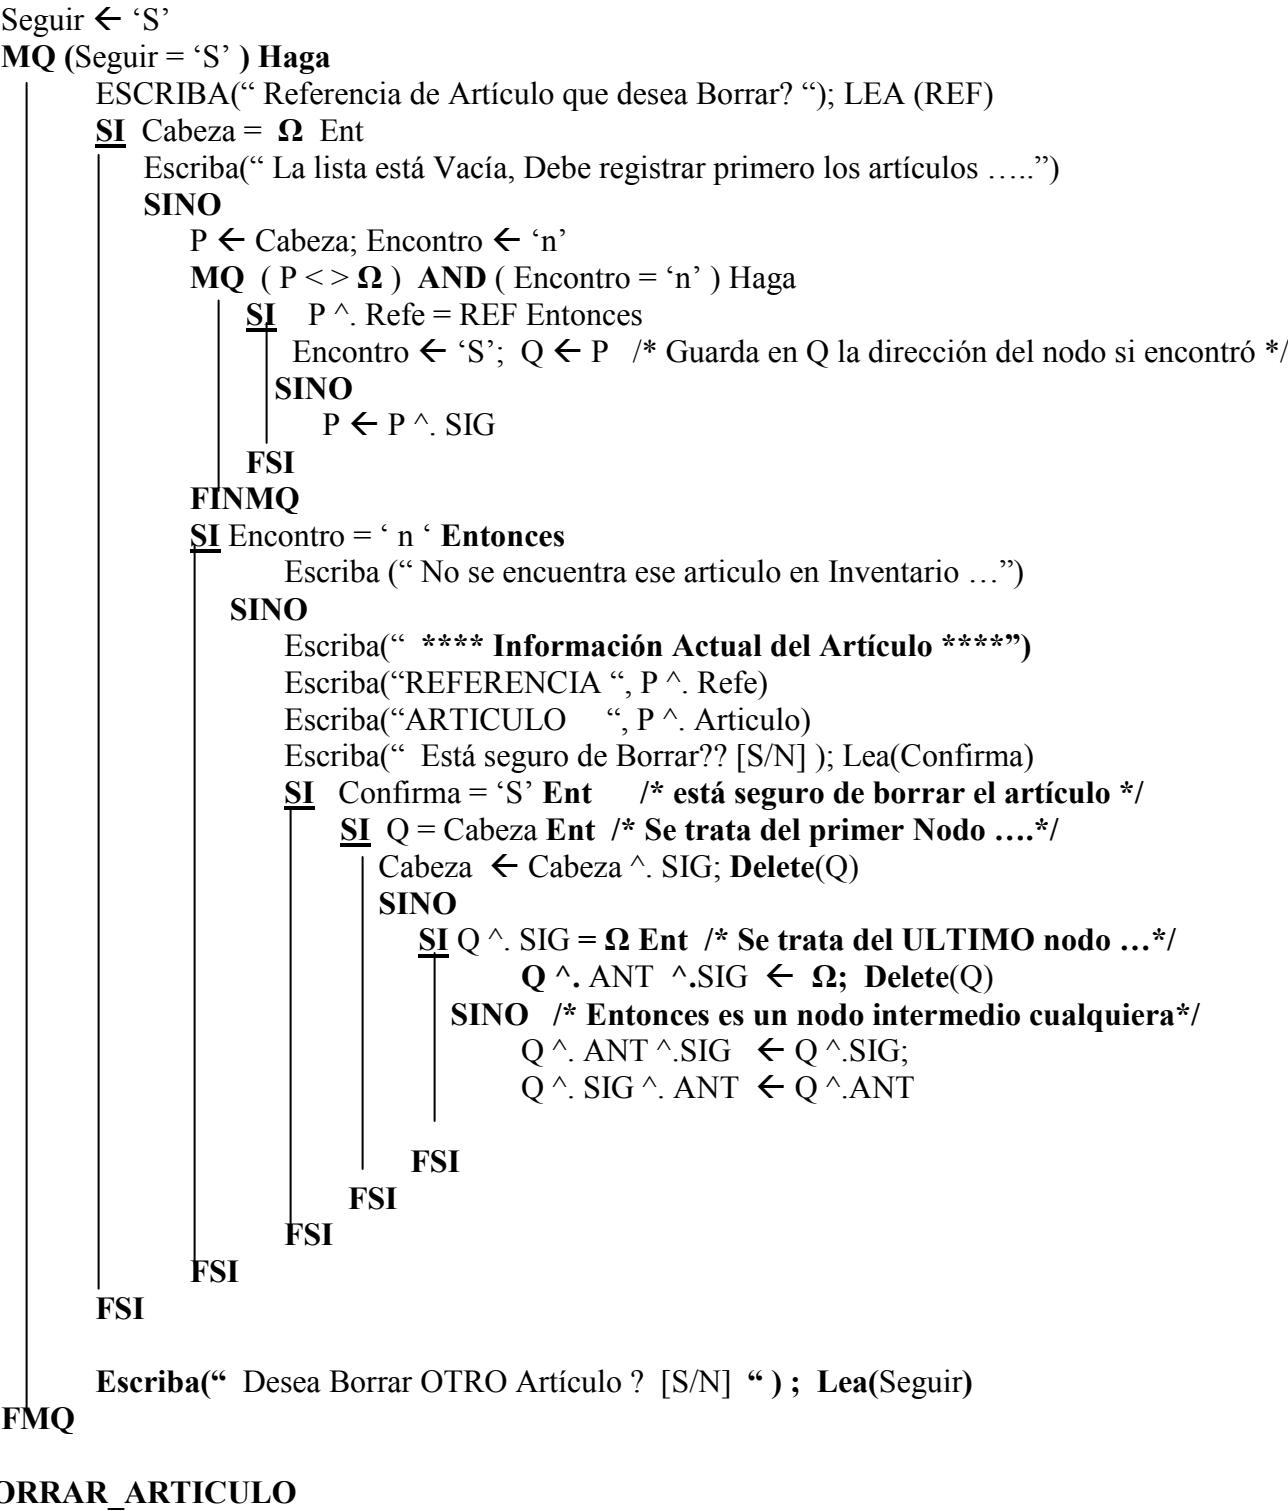 Seguir ← ‘S’
MQ (Seguir = ‘S’ ) Haga
ESCRIBA(“ Referencia de Artículo que desea Borrar? “); LEA (REF)
SI Cabeza = Ω Ent
Escriba(“ La lista está Vacía, Debe registrar primero los artículos …..”)
SINO
P ← Cabeza; Encontro ← ‘n’
MQ ( P < > Ω ) AND ( Encontro = ‘n’ ) Haga
SI P ^. Refe = REF Entonces
Encontro ← ‘S’; Q ← P /* Guarda en Q la dirección del nodo si encontró */
SINO
P ← P ^. SIG
FSI
FINMQ
SI Encontro = ‘ n ‘ Entonces
Escriba (“ No se encuentra ese articulo en Inventario …”)
SINO
Escriba(“ **** Información Actual del Artículo ****”)
Escriba(“REFERENCIA “, P ^. Refe)
Escriba(“ARTICULO “, P ^. Articulo)
Escriba(“ Está seguro de Borrar?? [S/N] ); Lea(Confirma)
SI Confirma = ‘S’ Ent /* está seguro de borrar el artículo */
SI Q = Cabeza Ent /* Se trata del primer Nodo ….*/
Cabeza ← Cabeza ^. SIG; Delete(Q)
SINO
SI Q ^. SIG = Ω Ent /* Se trata del ULTIMO nodo …*/
Q ^. ANT ^.SIG ← Ω; Delete(Q)
SINO /* Entonces es un nodo intermedio cualquiera*/
Q ^. ANT ^.SIG ← Q ^.SIG;
Q ^. SIG ^. ANT ← Q ^.ANT
FSI
FSI
FSI
FSI
FSI
Escriba(“ Desea Borrar OTRO Artículo ? [S/N] “ ) ; Lea(Seguir)
FMQ
ORRAR_ARTICULO